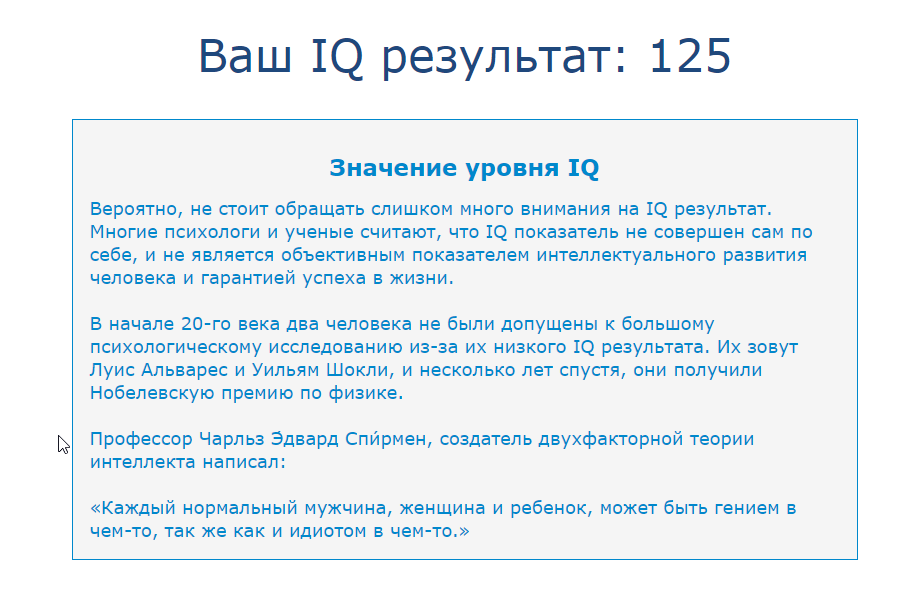 Ваш IQ результат: 125
Значение уровня IQ
Вероятно, не стоит обращать слишком много внимания на IQ результат.
Многие психологи и ученые считают, что IQ показатель не совершен сам по
себе, и не является объективным показателем интеллектуального развития
человека и гарантией успеха в жизни.
В начале 20-го века два человека не были допущены к большому
психологическому исследованию из-за их низкого IQ результата. Их зовут
Луис Альварес и Уильям Шокли, и несколько лет спустя, они получили
Нобелевскую премию по физике.
Профессор Чарльз Э́двард Спи́рмен, создатель двухфакторной теории
интеллекта написал:
«Каждый нормальный мужчина, женщина и ребенок, может быть гением в
чем-то, так же как и идиотом в чем-то.»